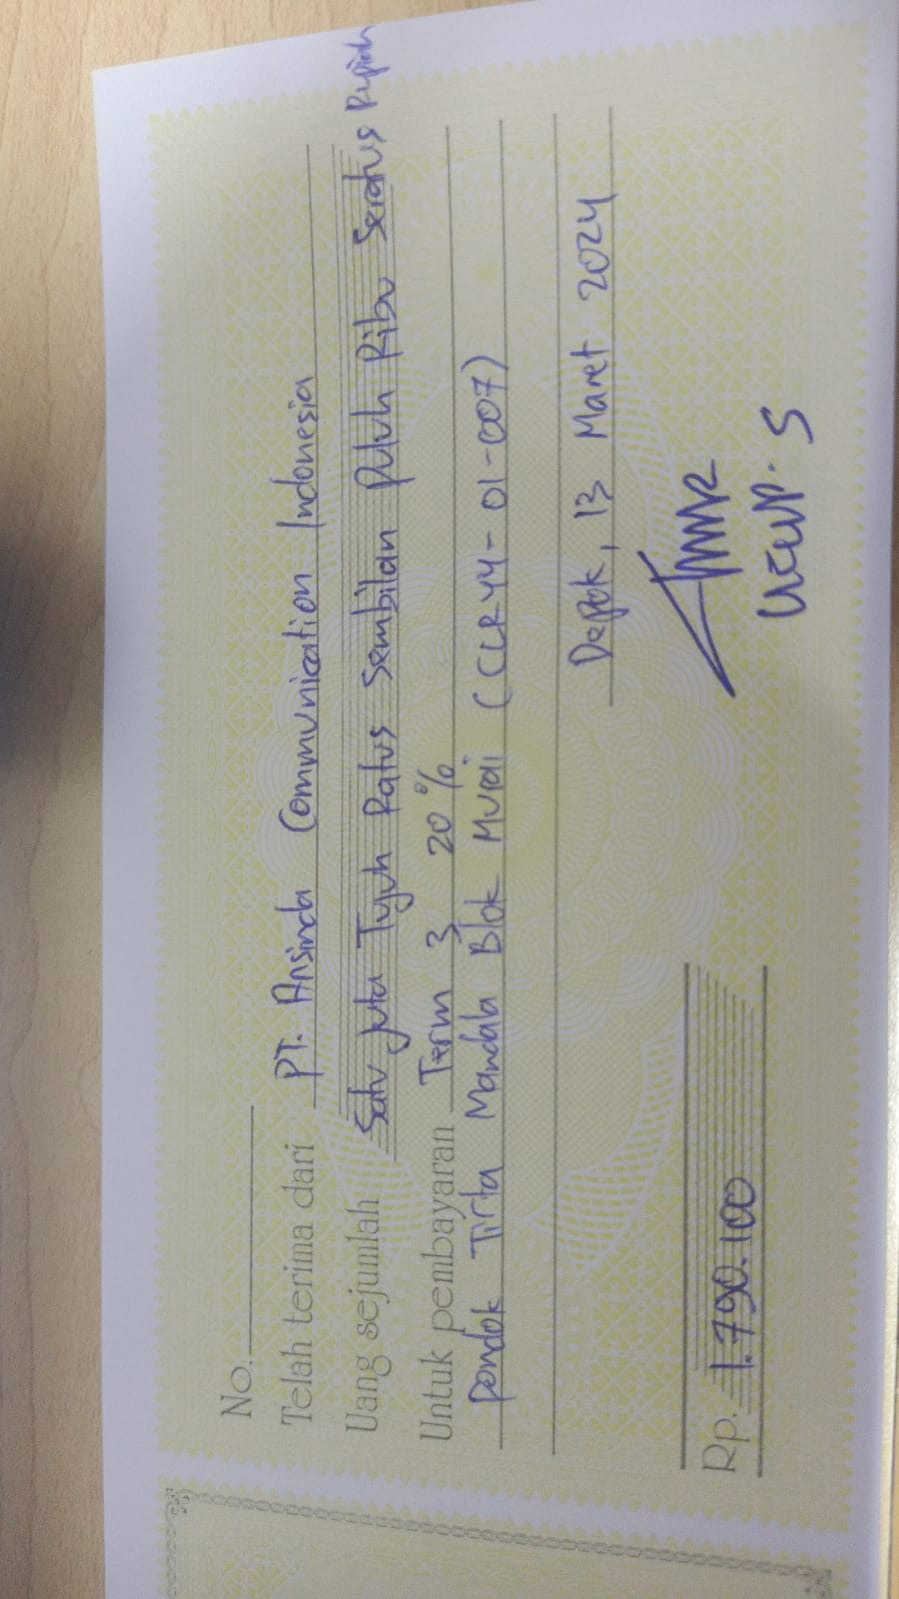 No.
Telah terima dari PT. Arsinda Communication Indonesia
Uang sejumlah Satu juta Tujuh Ratus Sembilan Puluh Ribu Seratus Rupiah
Untuk pembayaran Term 3 20%
Pondok Tirta Mandala Blok Murai (CLR44-01-007)
Depok, 13 Maret 2024
Rp. 1.790.100